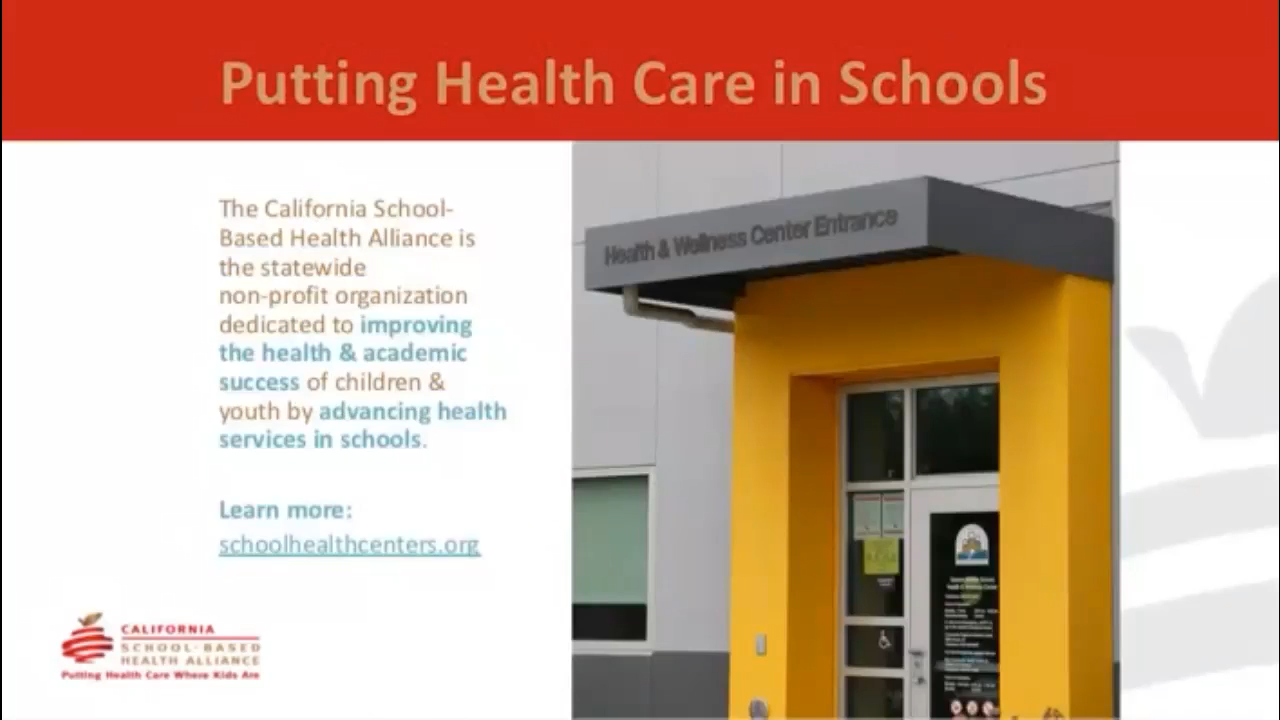 Putting Health Care in Schools
The California School-
Based Health Alliance is
the statewide
non-profit organization
dedicated to improving
the health & academic
success of children &
youth by advancing health
services in schools.
Learn more:
schoolhealthcenters.org
Health & Wellness Center Entrance
CALIFORNIA
SCHOOL-BASED
HEALTH ALLIANCE
Putting Health Care Where Kids Are